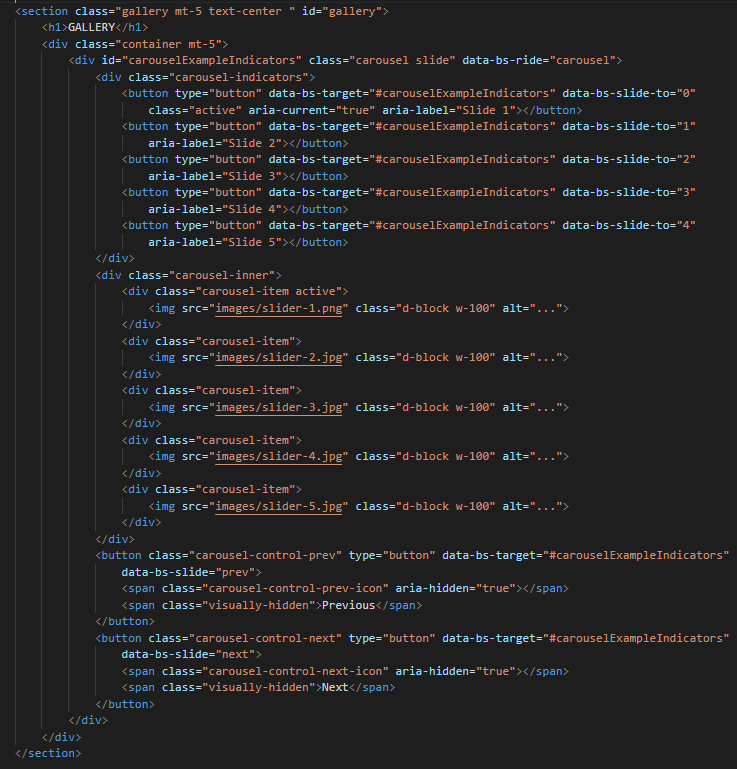 <section class="gallery mt-5 text-center " id="gallery">
<h1>GALLERY</h1>
<div class="container mt-5">
<div id="carouselExampleIndicators" class="carousel slide" data-bs-ride="carousel">
<div class="carousel-indicators">
<button type="button" data-bs-target="#carouselExampleIndicators" data-bs-slide-to="0"
class="active" aria-current="true" aria-label="Slide 1"></button>
<button type="button" data-bs-target="#carouselExampleIndicators" data-bs-slide-to="1"
aria-label="Slide 2"></button>
<button type="button" data-bs-target="#carouselExampleIndicators" data-bs-slide-to="2"
aria-label="Slide 3"></button>
<button type="button" data-bs-target="#carouselExampleIndicators" data-bs-slide-to="3"
aria-label="Slide 4"></button>
<button type="button" data-bs-target="#carouselExampleIndicators" data-bs-slide-to="4"
aria-label="Slide 5"></button>
</div>
<div class="carousel-inner">
<div class="carousel-item active">
<img src="images/slider-1.png" class="d-block w-100" alt="...">
</div>
<div class="carousel-item">
<img src="images/slider-2.jpg" class="d-block w-100" alt="...">
</div>
<div class="carousel-item">
<img src="images/slider-3.jpg" class="d-block w-100" alt="...">
</div>
<div class="carousel-item">
<img src="images/slider-4.jpg" class="d-block w-100" alt="...">
</div>
<div class="carousel-item">
<img src="images/slider-5.jpg" class="d-block w-100" alt="...">
</div>
</div>
<button class="carousel-control-prev" type="button" data-bs-target="#carouselExampleIndicators"
data-bs-slide="prev">
<span class="carousel-control-prev-icon" aria-hidden="true"></span>
<span class="visually-hidden">Previous</span>
</button>
<button class="carousel-control-next" type="button" data-bs-target="#carouselExampleIndicators"
data-bs-slide="next">
<span class="carousel-control-next-icon" aria-hidden="true"></span>
<span class="visually-hidden">Next</span>
</button>
</div>
</div>
</section>